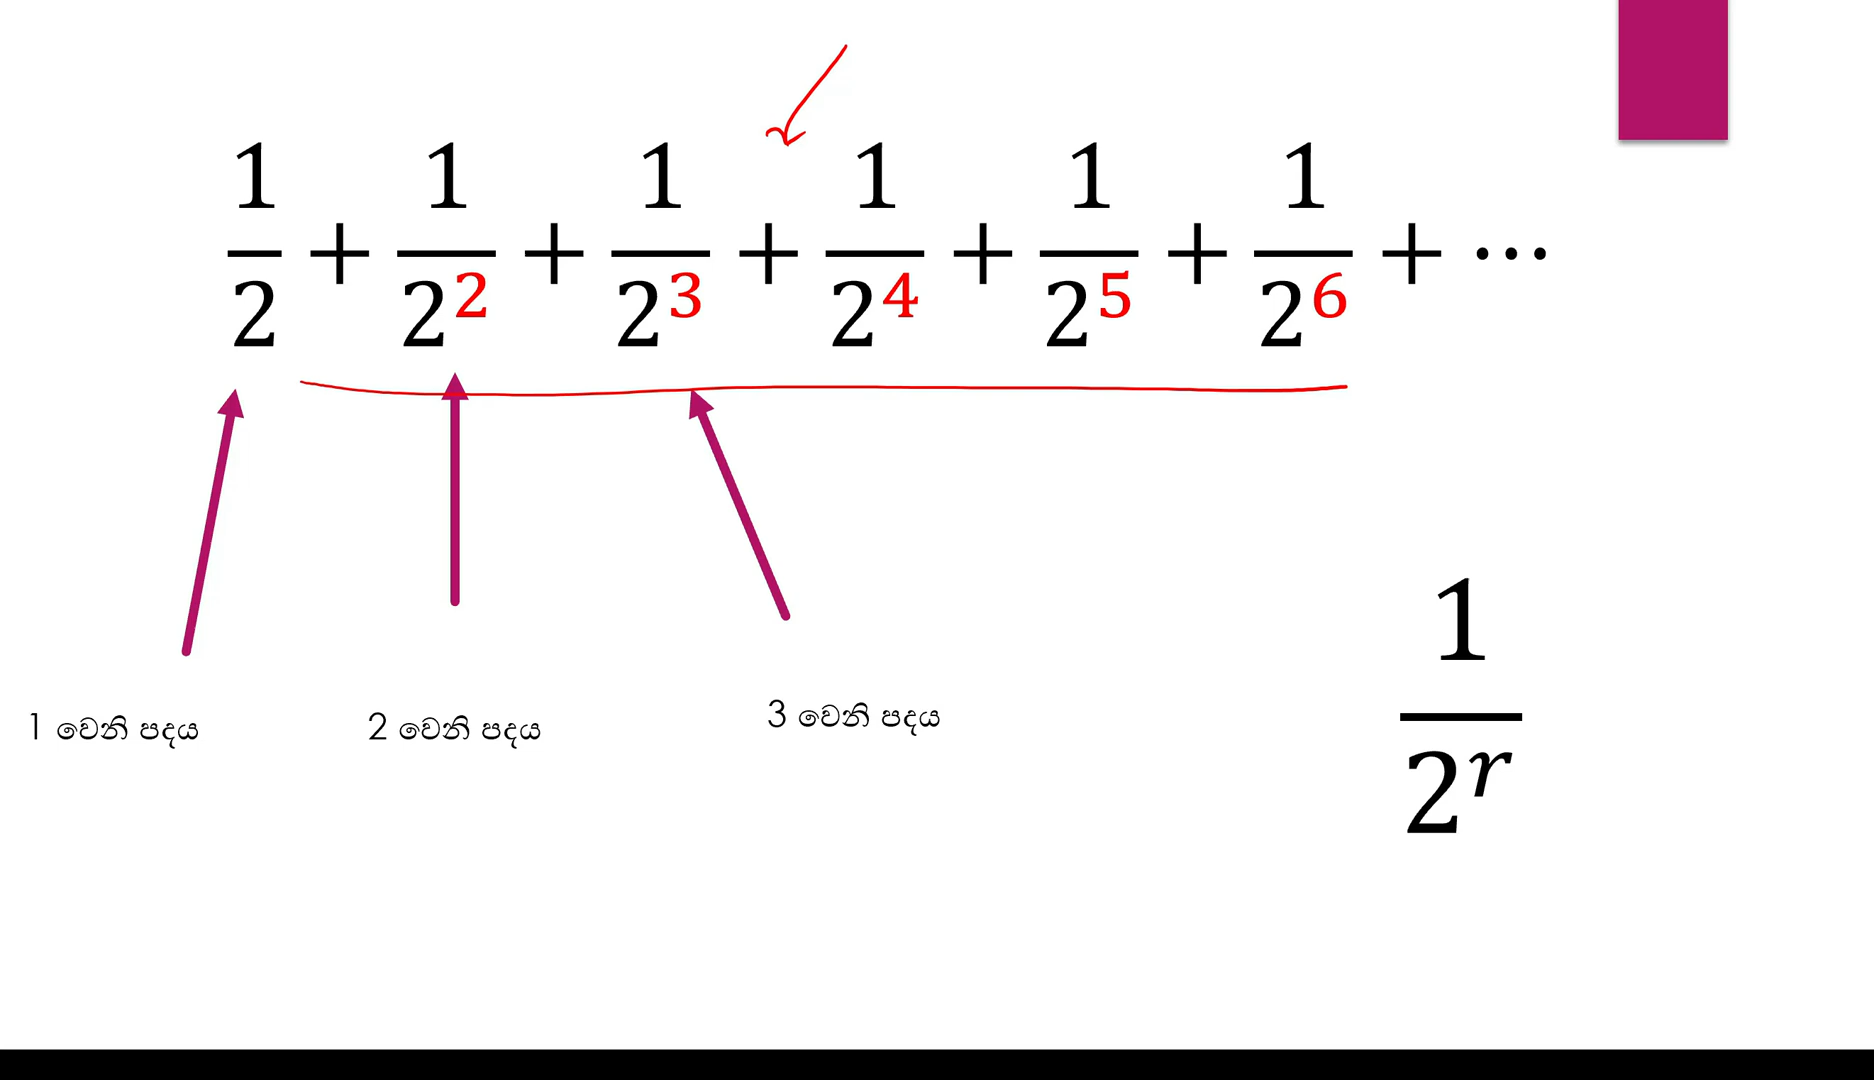 1/2 + 1/2^2 + 1/2^3 + 1/2^4 + 1/2^5 + 1/2^6 + ⋯
1 වෙනි පදය
2 වෙනි පදය
3 වෙනි පදය
1/2^r